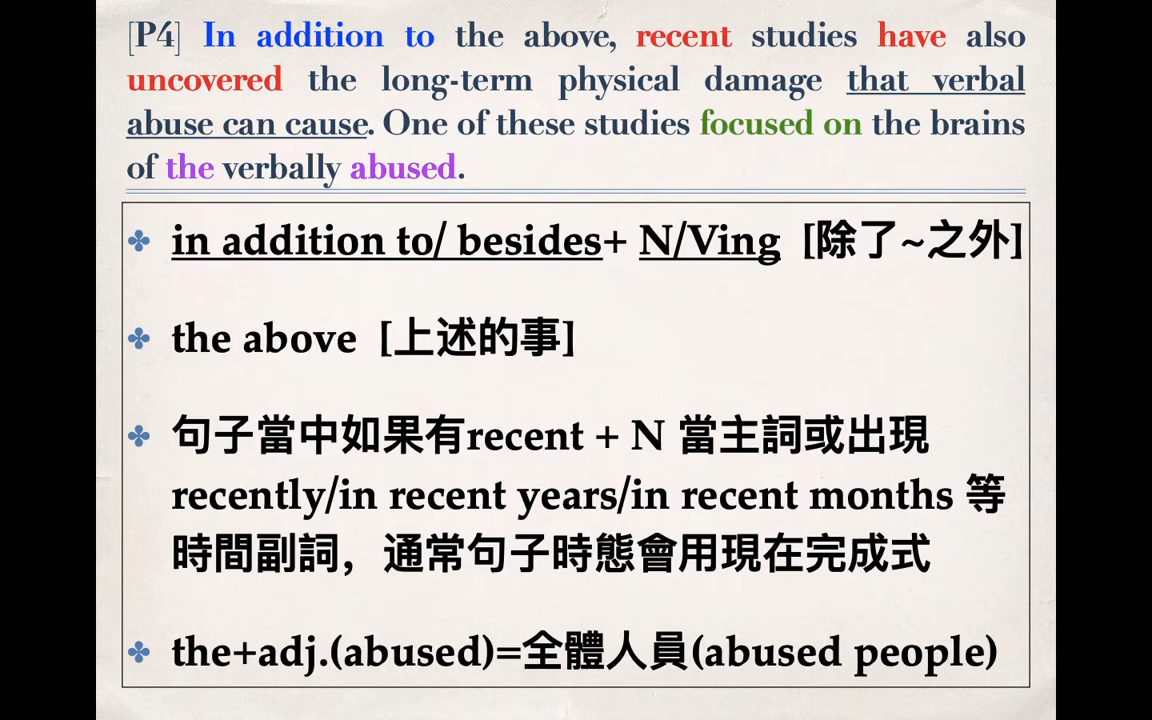 [P4] In addition to the above, recent studies have also
uncovered the long-term physical damage that verbal
abuse can cause. One of these studies focused on the brains
of the verbally abused.
in addition to/ besides+ N/Ving [除了~之外]
the above [上述的事]
句子當中如果有recent + N 當主詞或出現
recently/in recent years/in recent months 等
時間副詞，通常句子時態會用現在完成式
the+adj.(abused)=全體人員(abused people)